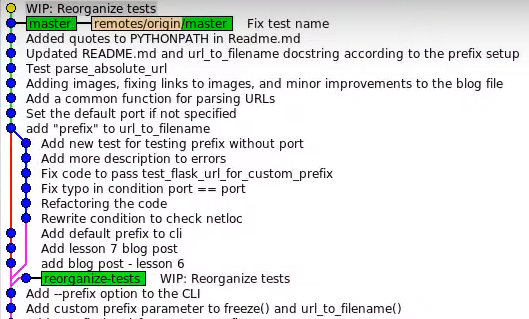 WIP: Reorganize tests
master remotes/origin/master Fix test name
Added quotes to PYTHONPATH in Readme.md
Updated README.md and url_to_filename docstring according to the prefix setup
Test parse_absolute_url
Adding images, fixing links to images, and minor improvements to the blog file
Add a common function for parsing URLs
Set the default port if not specified
add "prefix" to url_to_filename
Add new test for testing prefix without port
Add more description to errors
Fix code to pass test_flask_url_for_custom_prefix
Fix typo in condition port == port
Refactoring the code
Rewrite condition to check netloc
Add default prefix to cli
Add lesson 7 blog post
add blog post - lesson 6
reorganize-tests WIP: Reorganize tests
Add --prefix option to the CLI
Add custom prefix parameter to freeze() and url_to_filename()